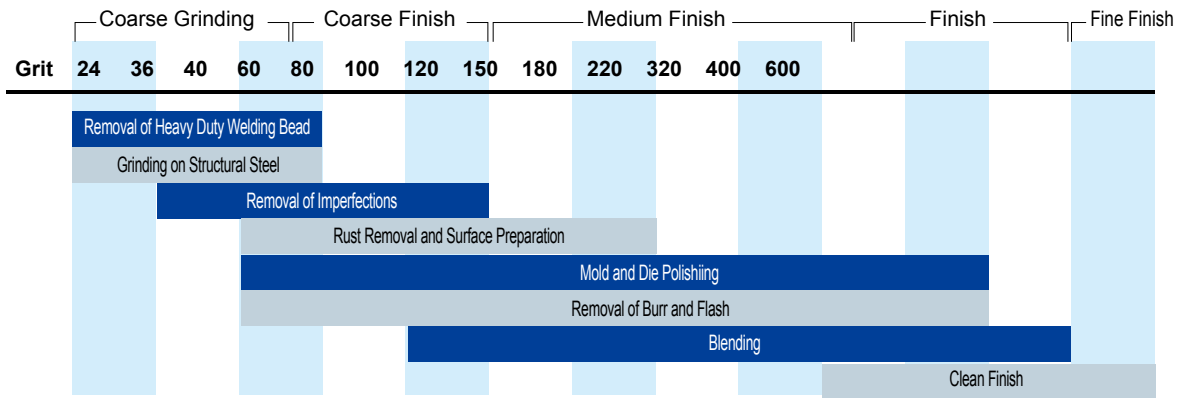 Coarse Grinding Coarse Finish Medium Finish Finish Fine Finish
Grit 24 36 40 60 80 100 120 150 180 220 320 400 600
Removal of Heavy Duty Welding Bead
Grinding on Structural Steel
Removal of Imperfections
Rust Removal and Surface Preparation
Mold and Die Polishiing
Removal of Burr and Flash
Blending
Clean Finish